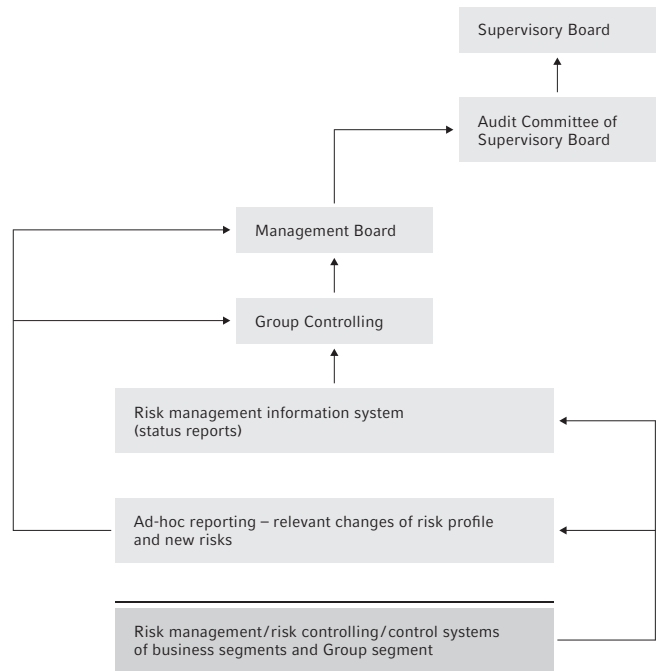 Supervisory Board
Audit Committee of
Supervisory Board
Management Board
Group Controlling
Risk management information system
(status reports)
Ad-hoc reporting – relevant changes of risk profile
and new risks
Risk management/risk controlling/control systems
of business segments and Group segment